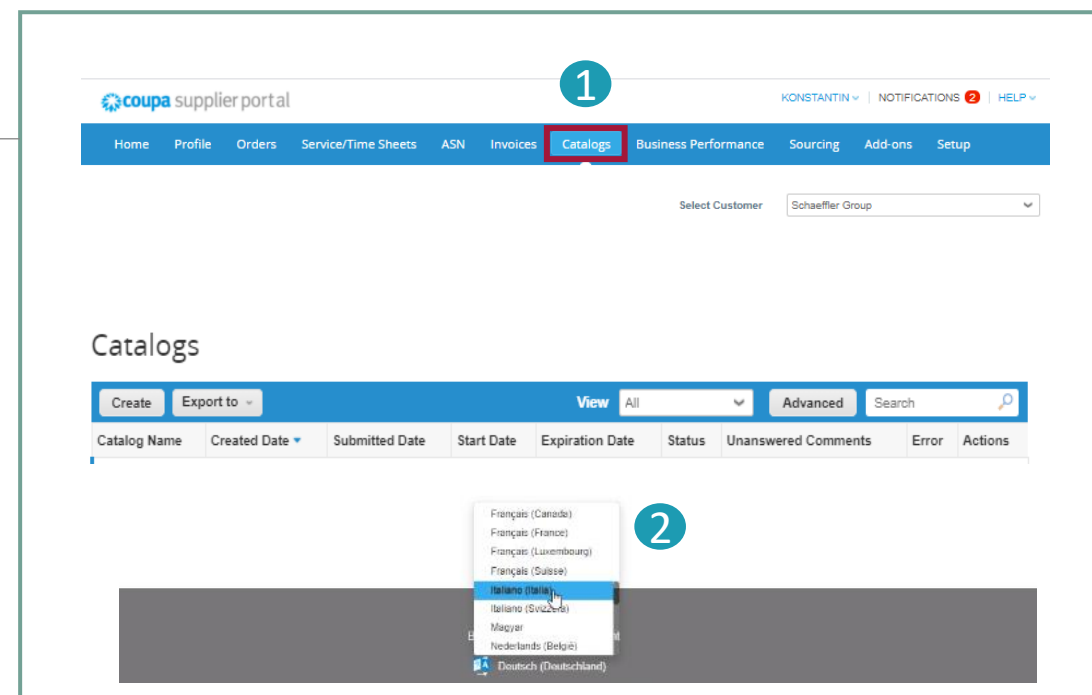 1
coupa supplier portal
KONSTANTIN NOTIFICATIONS 2 HELP
Home Profile Orders Service/Time Sheets ASN Invoices Catalogs Business Performance Sourcing Add-ons Setup
Select Customer Schaeffler Group
Catalogs
Create Export to View All Advanced Search
Catalog Name Created Date Submitted Date Start Date Expiration Date Status Unanswered Comments Error Actions
2
Français (Canada)
Français (France)
Français (Luxembourg)
Français (Suisse)
Italiano (Italia)
Italiano (Svizzera)
Magyar
Nederlands (België)
Deutsch (Deutschland)